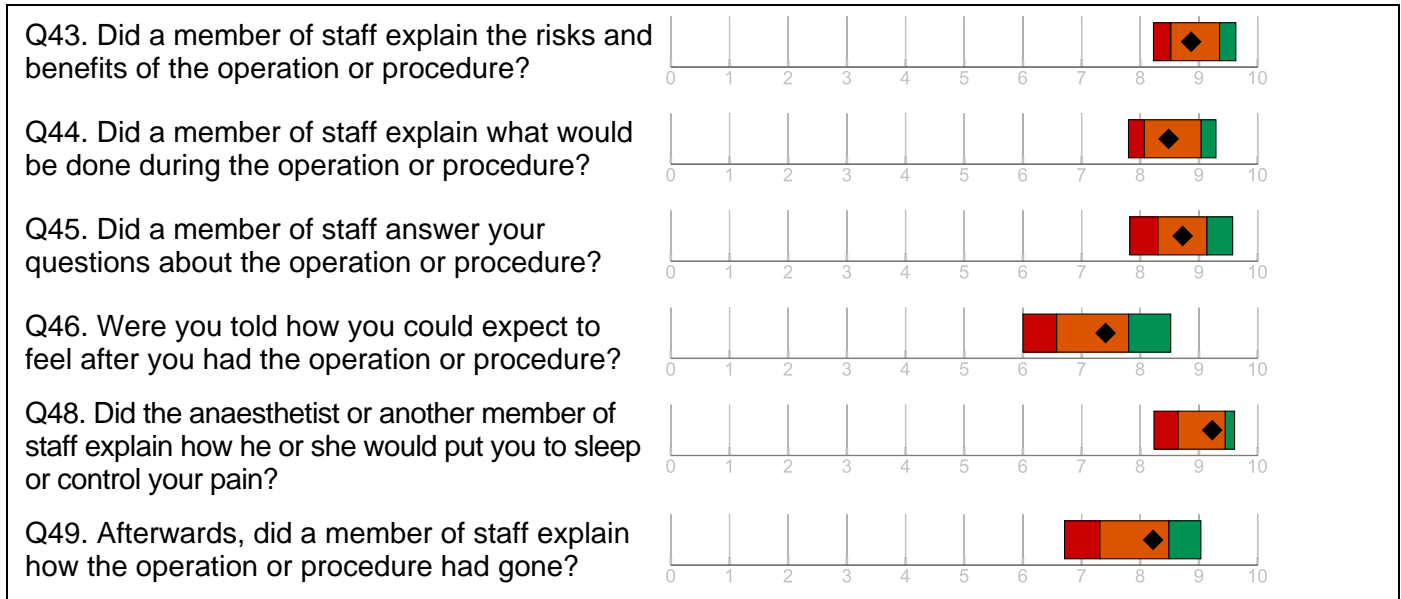 Q43. Did a member of staff explain the risks and
benefits of the operation or procedure?
0 1 2 3 4 5 6 7 8 9 10
Q44. Did a member of staff explain what would
be done during the operation or procedure?
0 1 2 3 4 5 6 7 8 9 10
Q45. Did a member of staff answer your
questions about the operation or procedure?
0 1 2 3 4 5 6 7 8 9 10
Q46. Were you told how you could expect to
feel after you had the operation or procedure?
0 1 2 3 4 5 6 7 8 9 10
Q48. Did the anaesthetist or another member of
staff explain how he or she would put you to sleep
or control your pain?
0 1 2 3 4 5 6 7 8 9 10
Q49. Afterwards, did a member of staff explain
how the operation or procedure had gone?
0 1 2 3 4 5 6 7 8 9 10